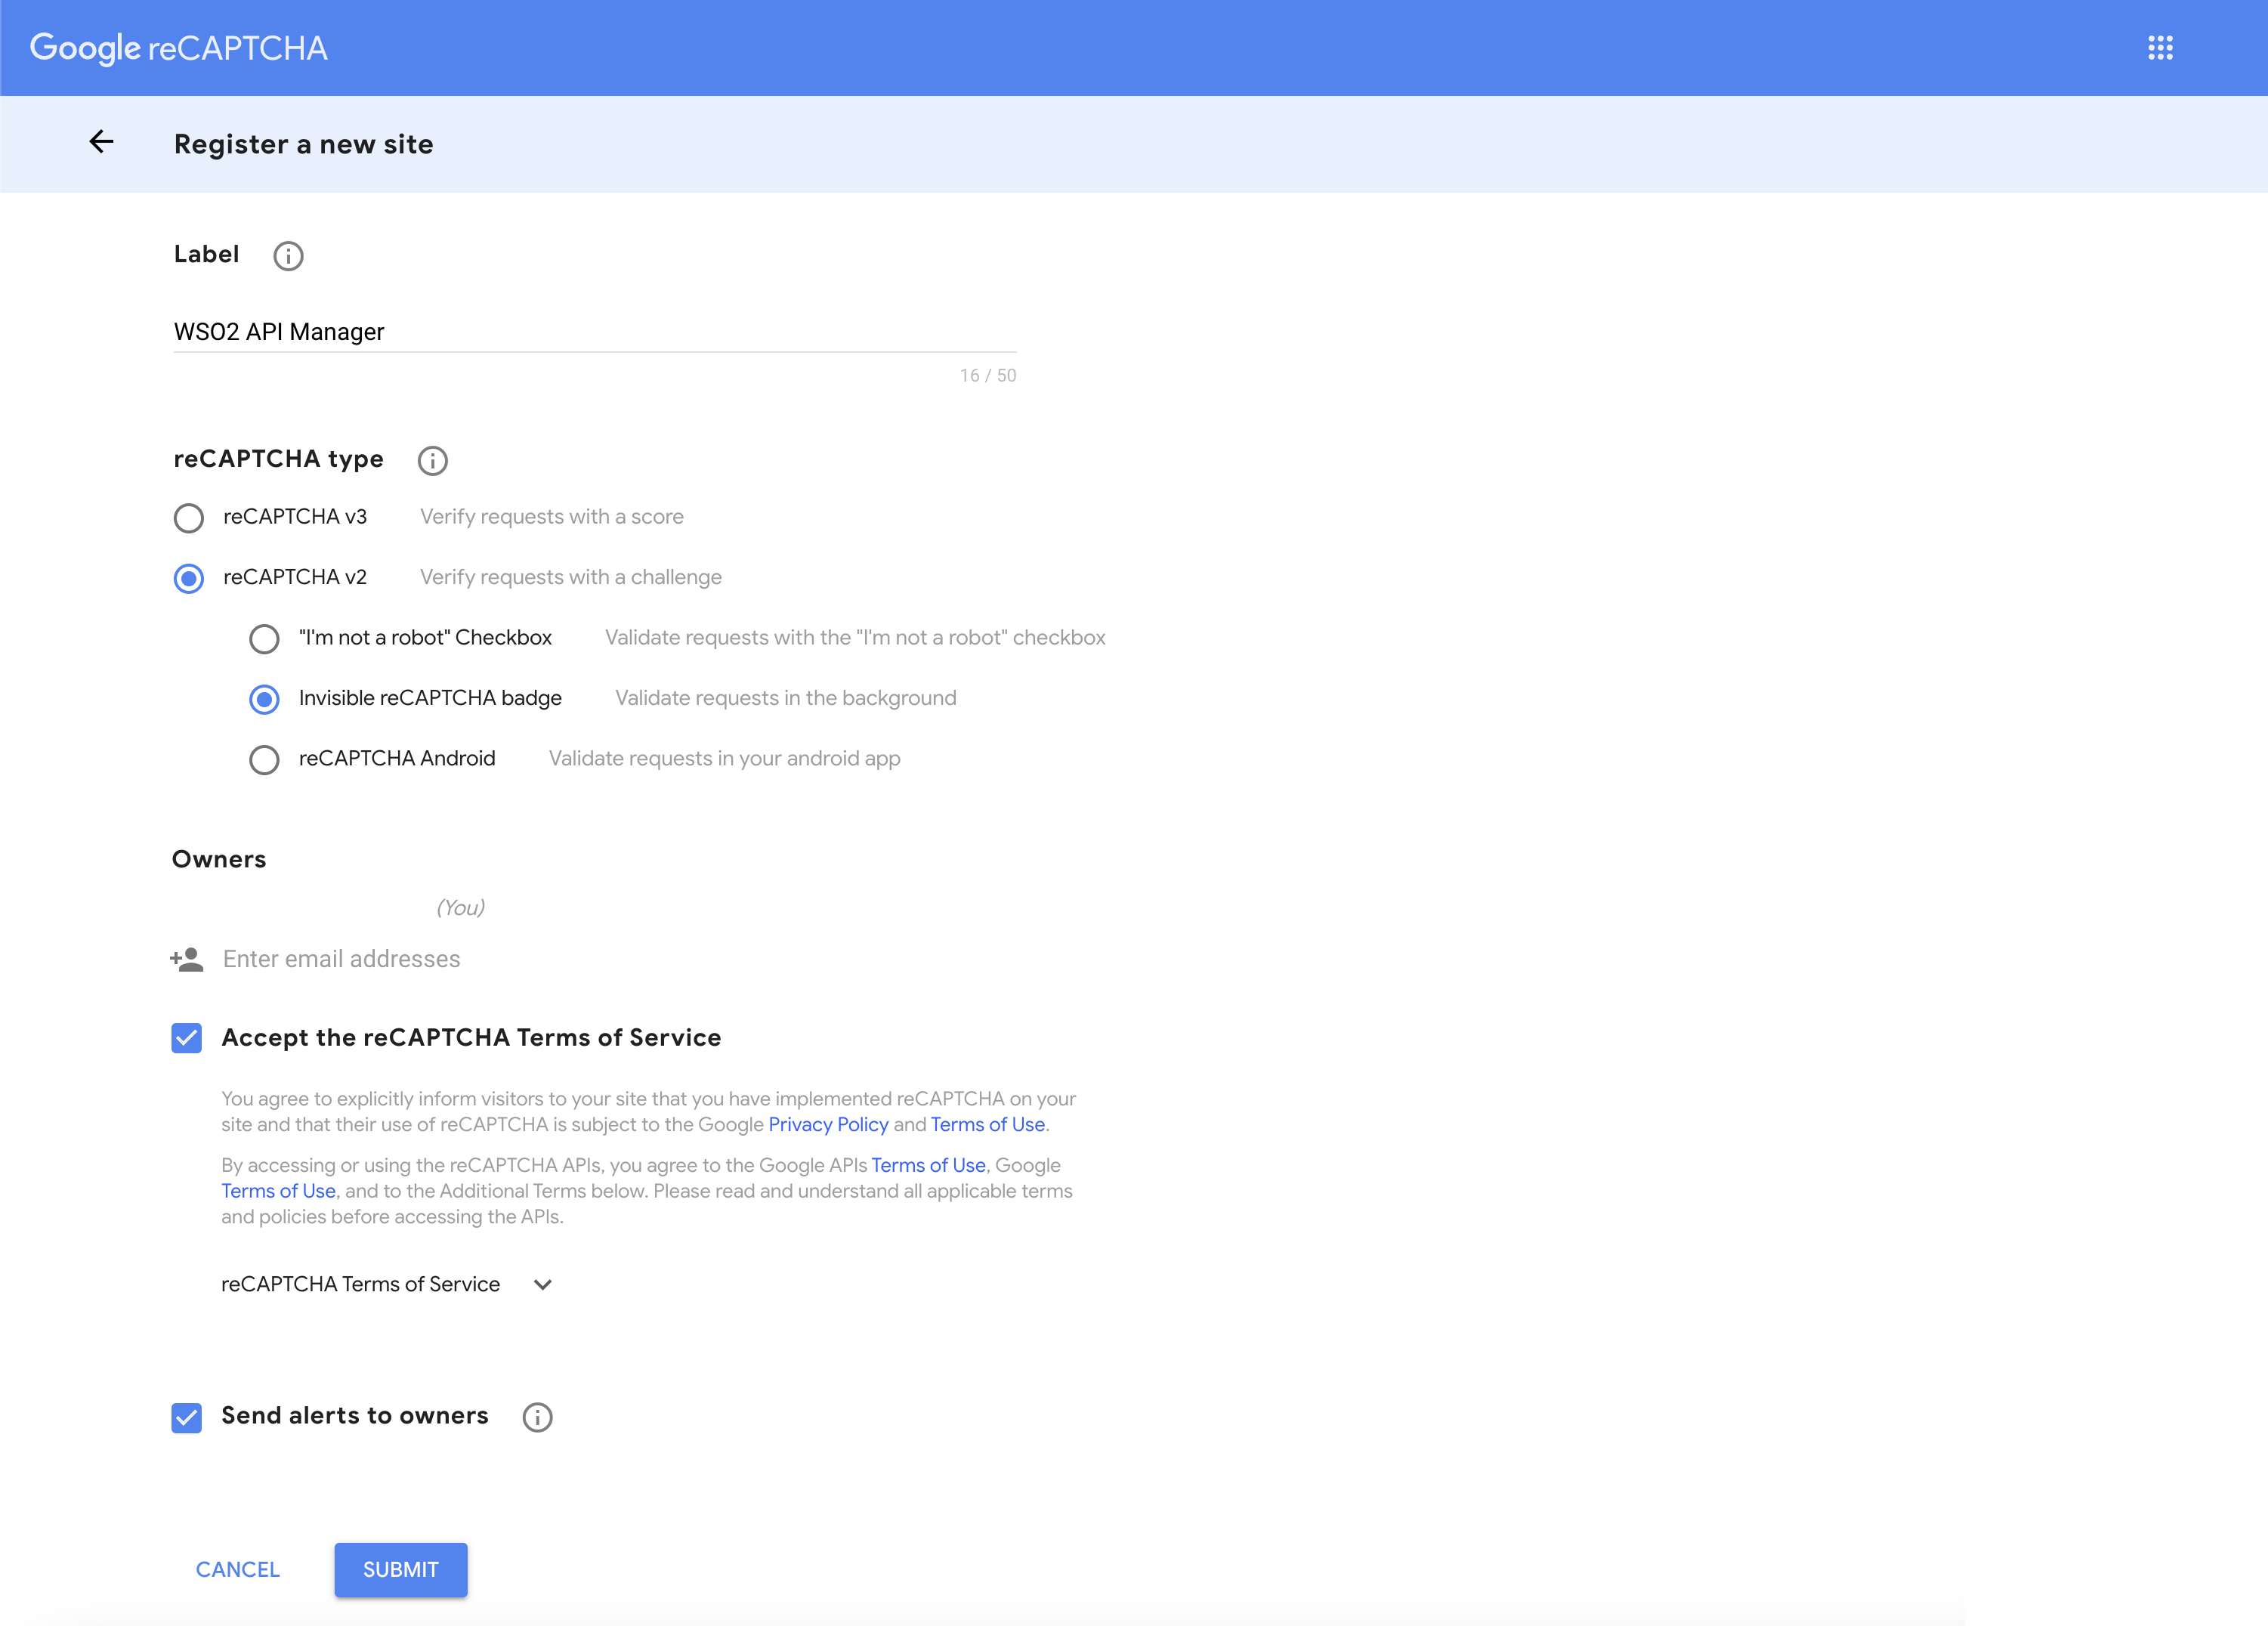 Google reCAPTCHA
Register a new site
Label
WSO2 API Manager
16 / 50
reCAPTCHA type
reCAPTCHA v3 Verify requests with a score
reCAPTCHA v2 Verify requests with a challenge
"I'm not a robot" Checkbox Validate requests with the "I'm not a robot" checkbox
Invisible reCAPTCHA badge Validate requests in the background
reCAPTCHA Android Validate requests in your android app
Owners
(You)
Enter email addresses
Accept the reCAPTCHA Terms of Service
You agree to explicitly inform visitors to your site that you have implemented reCAPTCHA on your
site and that their use of reCAPTCHA is subject to the Google Privacy Policy and Terms of Use.
By accessing or using the reCAPTCHA APIs, you agree to the Google APIs Terms of Use, Google
Terms of Use, and to the Additional Terms below. Please read and understand all applicable terms
and policies before accessing the APIs.
reCAPTCHA Terms of Service
Send alerts to owners
CANCEL SUBMIT